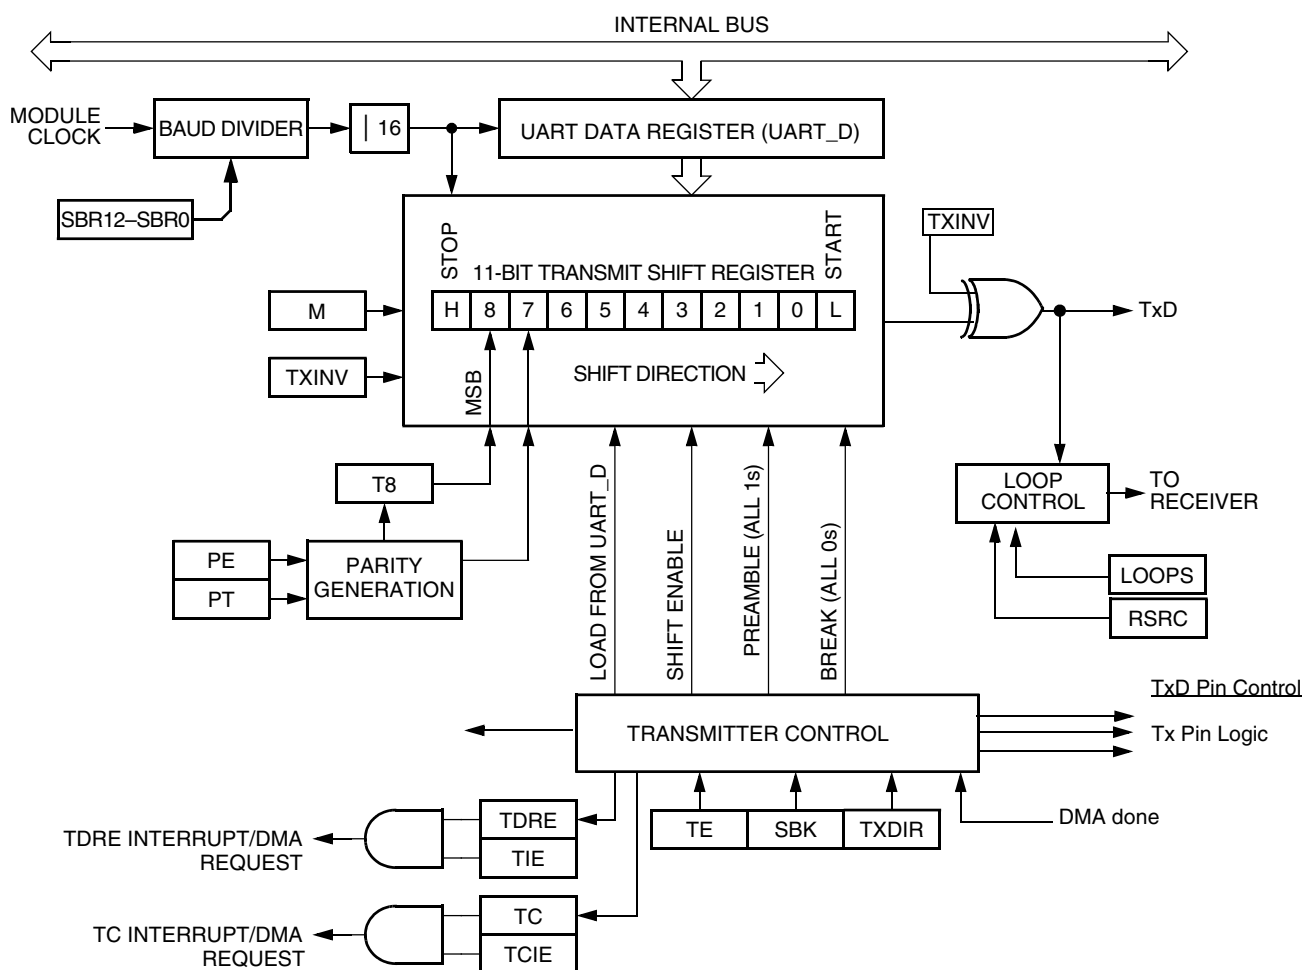 INTERNAL BUS
MODULE
CLOCK
BAUD DIVIDER
| 16
UART DATA REGISTER (UART_D)
SBR12–SBR0
STOP
11-BIT TRANSMIT SHIFT REGISTER
START
TXINV
H 8 7 6 5 4 3 2 1 0 L
M
TxD
TXINV
MSB
SHIFT DIRECTION
T8
LOAD FROM UART_D
SHIFT ENABLE
PREAMBLE (ALL 1s)
BREAK (ALL 0s)
LOOP
CONTROL
TO
RECEIVER
PE
PT
PARITY
GENERATION
LOOPS
RSRC
TRANSMITTER CONTROL
TxD Pin Control
Tx Pin Logic
TE
SBK
TXDIR
DMA done
TDRE
TIE
TDRE INTERRUPT/DMA
REQUEST
TC
TCIE
TC INTERRUPT/DMA
REQUEST